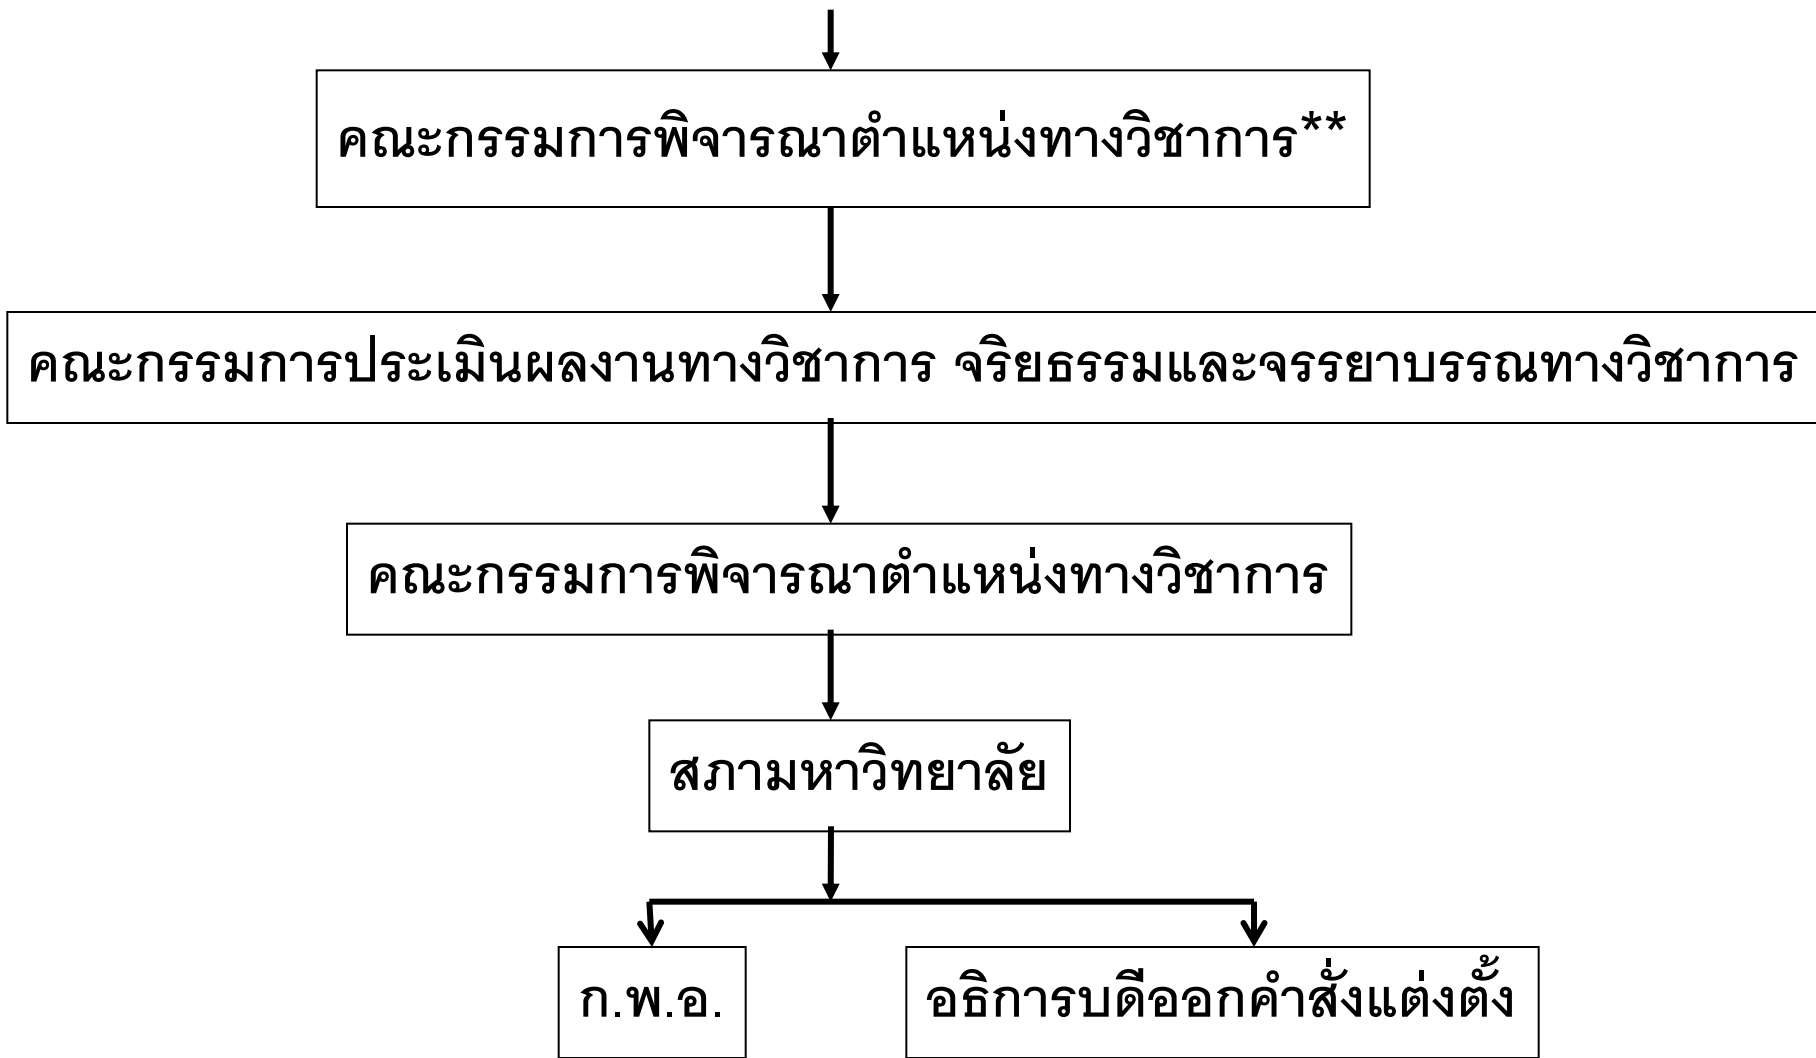 คณะกรรมการพิจารณาตำแหน่งทางวิชาการ**
คณะกรรมการประเมินผลงานทางวิชาการ จริยธรรมและจรรยาบรรณทางวิชาการ
คณะกรรมการพิจารณาตำแหน่งทางวิชาการ
สภามหาวิทยาลัย
ก.พ.อ.
อธิการบดีออกคำสั่งแต่งตั้ง